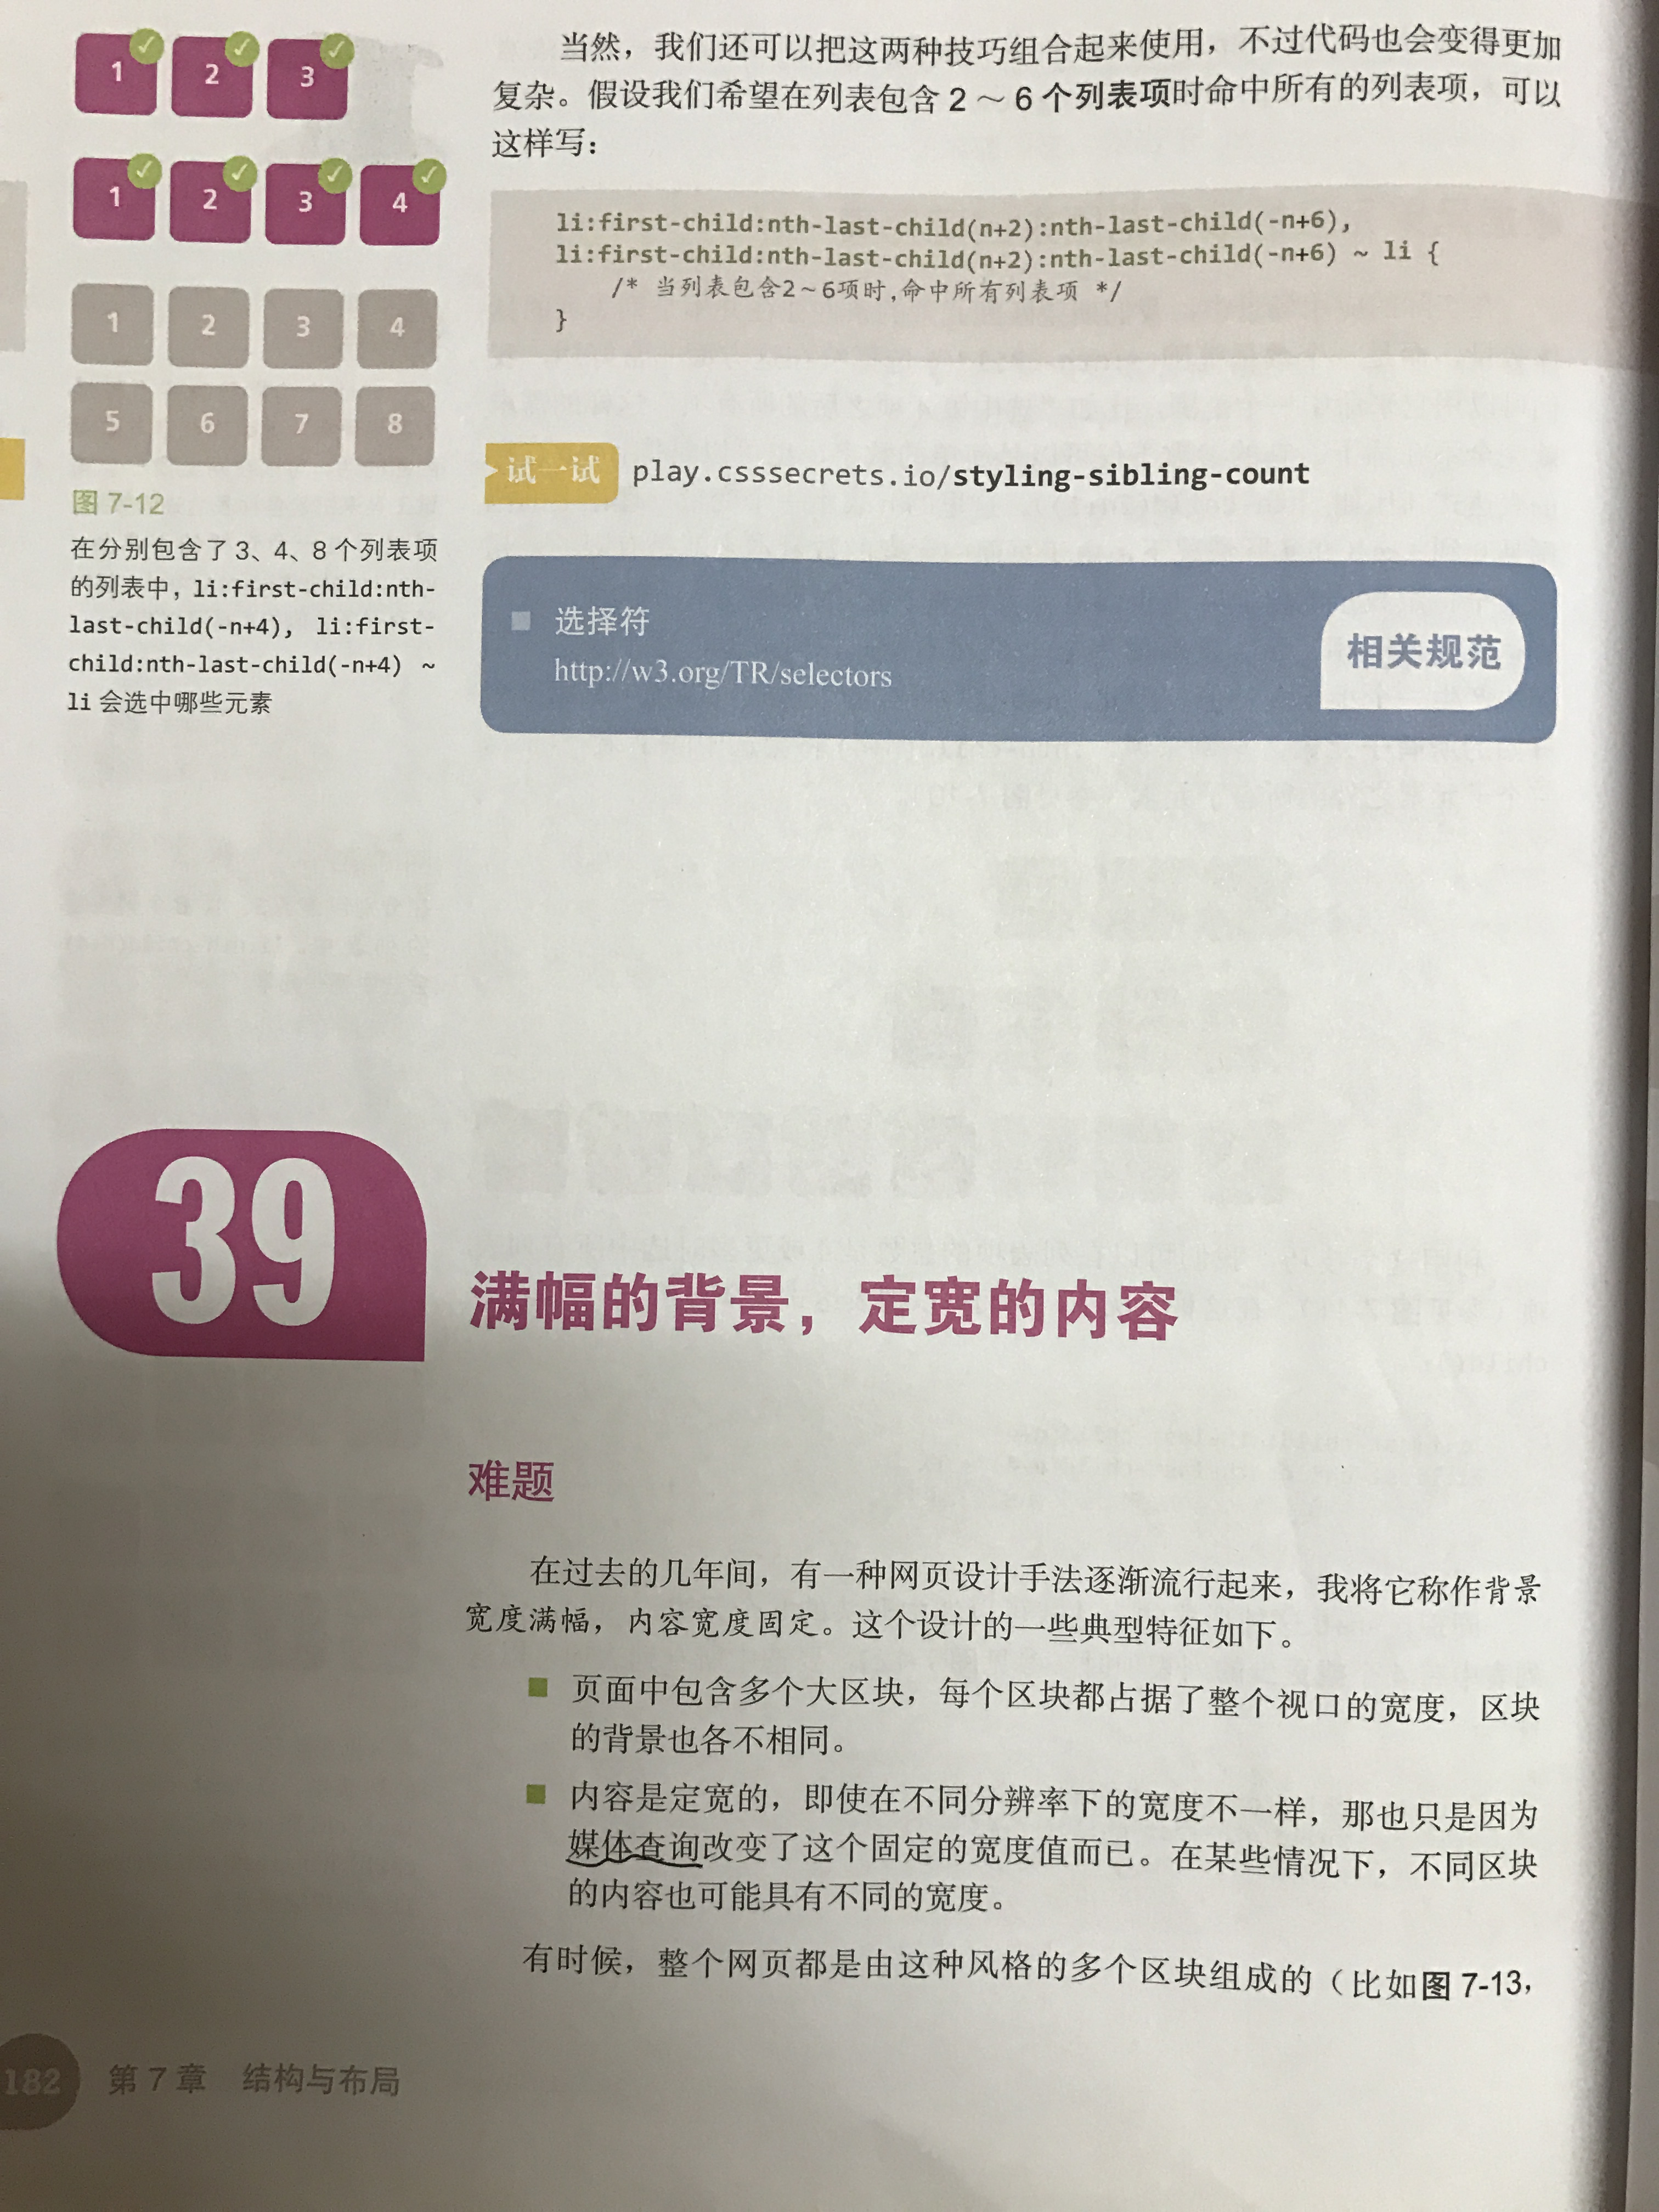 1 2 3
1 2 3 4
1 2 3 4
5 6 7 8
图 7-12
在分别包含了 3、4、8 个列表项
的列表中，li:first-child:nth-
last-child(-n+4), li:first-
child:nth-last-child(-n+4) ~
li 会选中哪些元素
当然，我们还可以把这两种技巧组合起来使用，不过代码也会变得更加
复杂。假设我们希望在列表包含 2 ～ 6 个列表项时命中所有的列表项，可以
这样写：
li:first-child:nth-last-child(n+2):nth-last-child(-n+6),
li:first-child:nth-last-child(n+2):nth-last-child(-n+6) ~ li {
/* 当列表包含2～6项时,命中所有列表项 */
}
试一试 play.csssecrets.io/styling-sibling-count
选择符
http://w3.org/TR/selectors
相关规范
39
满幅的背景，定宽的内容
难题
在过去的几年间，有一种网页设计手法逐渐流行起来，我将它称作背景
宽度满幅，内容宽度固定。这个设计的一些典型特征如下。
■ 页面中包含多个大区块，每个区块都占据了整个视口的宽度，区块
的背景也各不相同。
■ 内容是定宽的，即使在不同分辨率下的宽度不一样，那也只是因为
媒体查询改变了这个固定的宽度值而已。在某些情况下，不同区块
的内容也可能具有不同的宽度。
有时候，整个网页都是由这种风格的多个区块组成的（比如图 7-13，
182 第 7 章 结构与布局